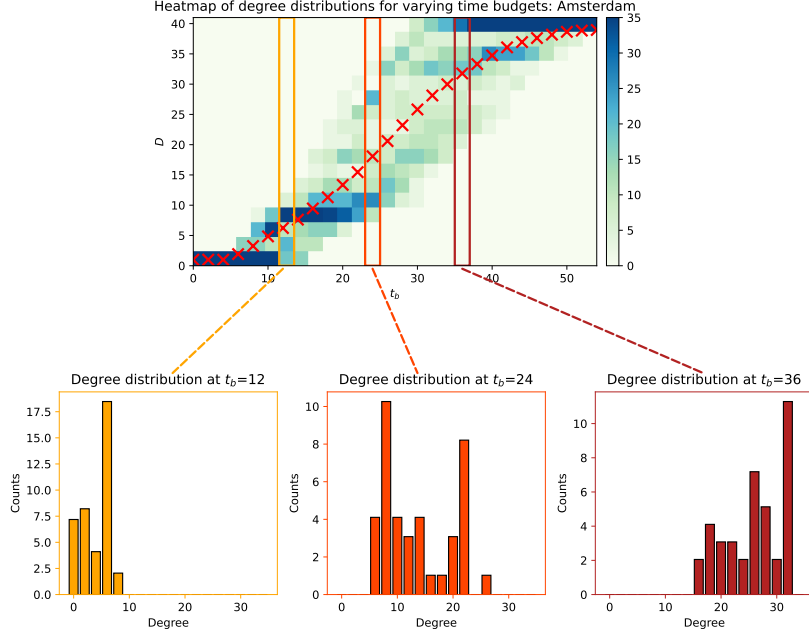 Heatmap of degree distributions for varying time budgets: Amsterdam
40
35
30
25
20
15
10
5
0
D
0 10 20 30 40 50
t_b
35
30
25
20
15
10
5
0
Degree distribution at t_b=12
17.5
15.0
12.5
10.0
7.5
5.0
2.5
0.0
Counts
0 10 20 30
Degree
Degree distribution at t_b=24
10
8
6
4
2
0
Counts
0 10 20 30
Degree
Degree distribution at t_b=36
10
8
6
4
2
0
Counts
0 10 20 30
Degree